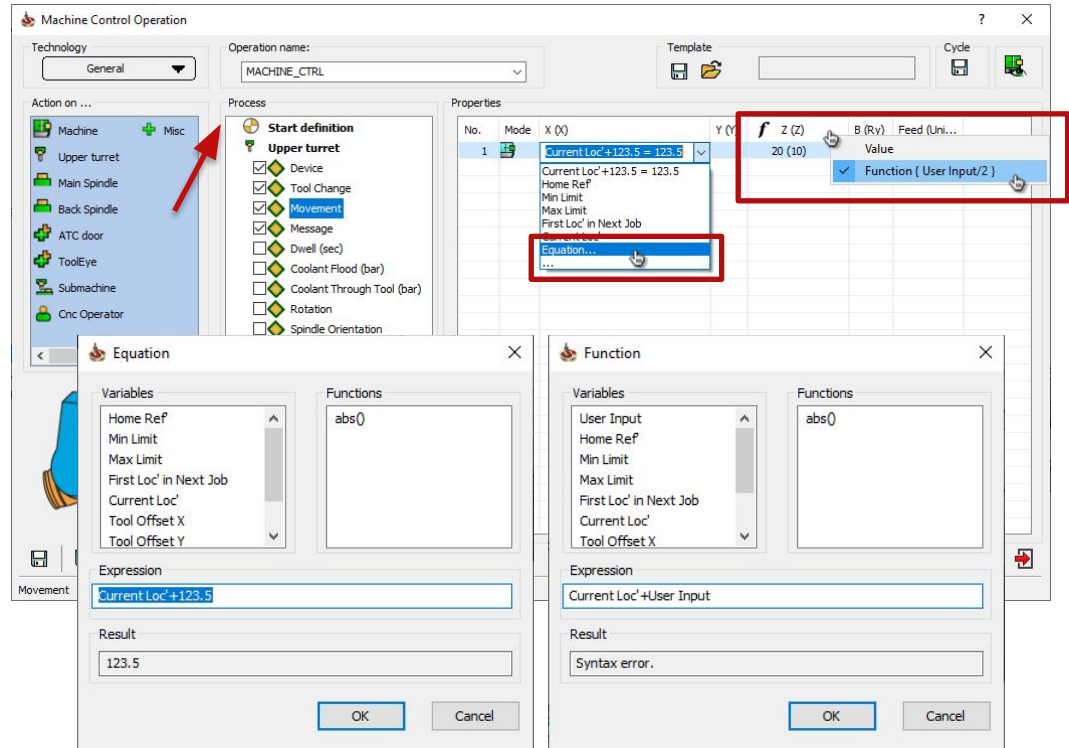 Machine Control Operation
Technology
General
Operation name:
MACHINE_CTRL
Template
Cycle
Action on ...
Machine
Misc
Upper turret
Main Spindle
Back Spindle
ATC door
ToolEye
Submachine
Cnc Operator
Process
Start definition
Upper turret
Device
Tool Change
Movement
Message
Dwell (sec)
Coolant Flood (bar)
Coolant Through Tool (bar)
Rotation
Spindle Orientation
Properties
No. Mode X (X) Y (Y) f Z (Z) B (Ry) Feed (Uni...
1 Current Loc'+123.5 = 123.5 20 (10)
Current Loc'+123.5 = 123.5
Home Ref'
Min Limit
Max Limit
First Loc' in Next Job
Current Loc'
Equation...
...
Value
Function { User Input/2 }
Movement
Equation
Variables
Home Ref'
Min Limit
Max Limit
First Loc' in Next Job
Current Loc'
Tool Offset X
Tool Offset Y
Functions
abs()
Expression
Current Loc'+123.5
Result
123.5
OK
Cancel
Function
Variables
User Input
Home Ref'
Min Limit
Max Limit
First Loc' in Next Job
Current Loc'
Tool Offset X
Functions
abs()
Expression
Current Loc'+User Input
Result
Syntax error.
OK
Cancel